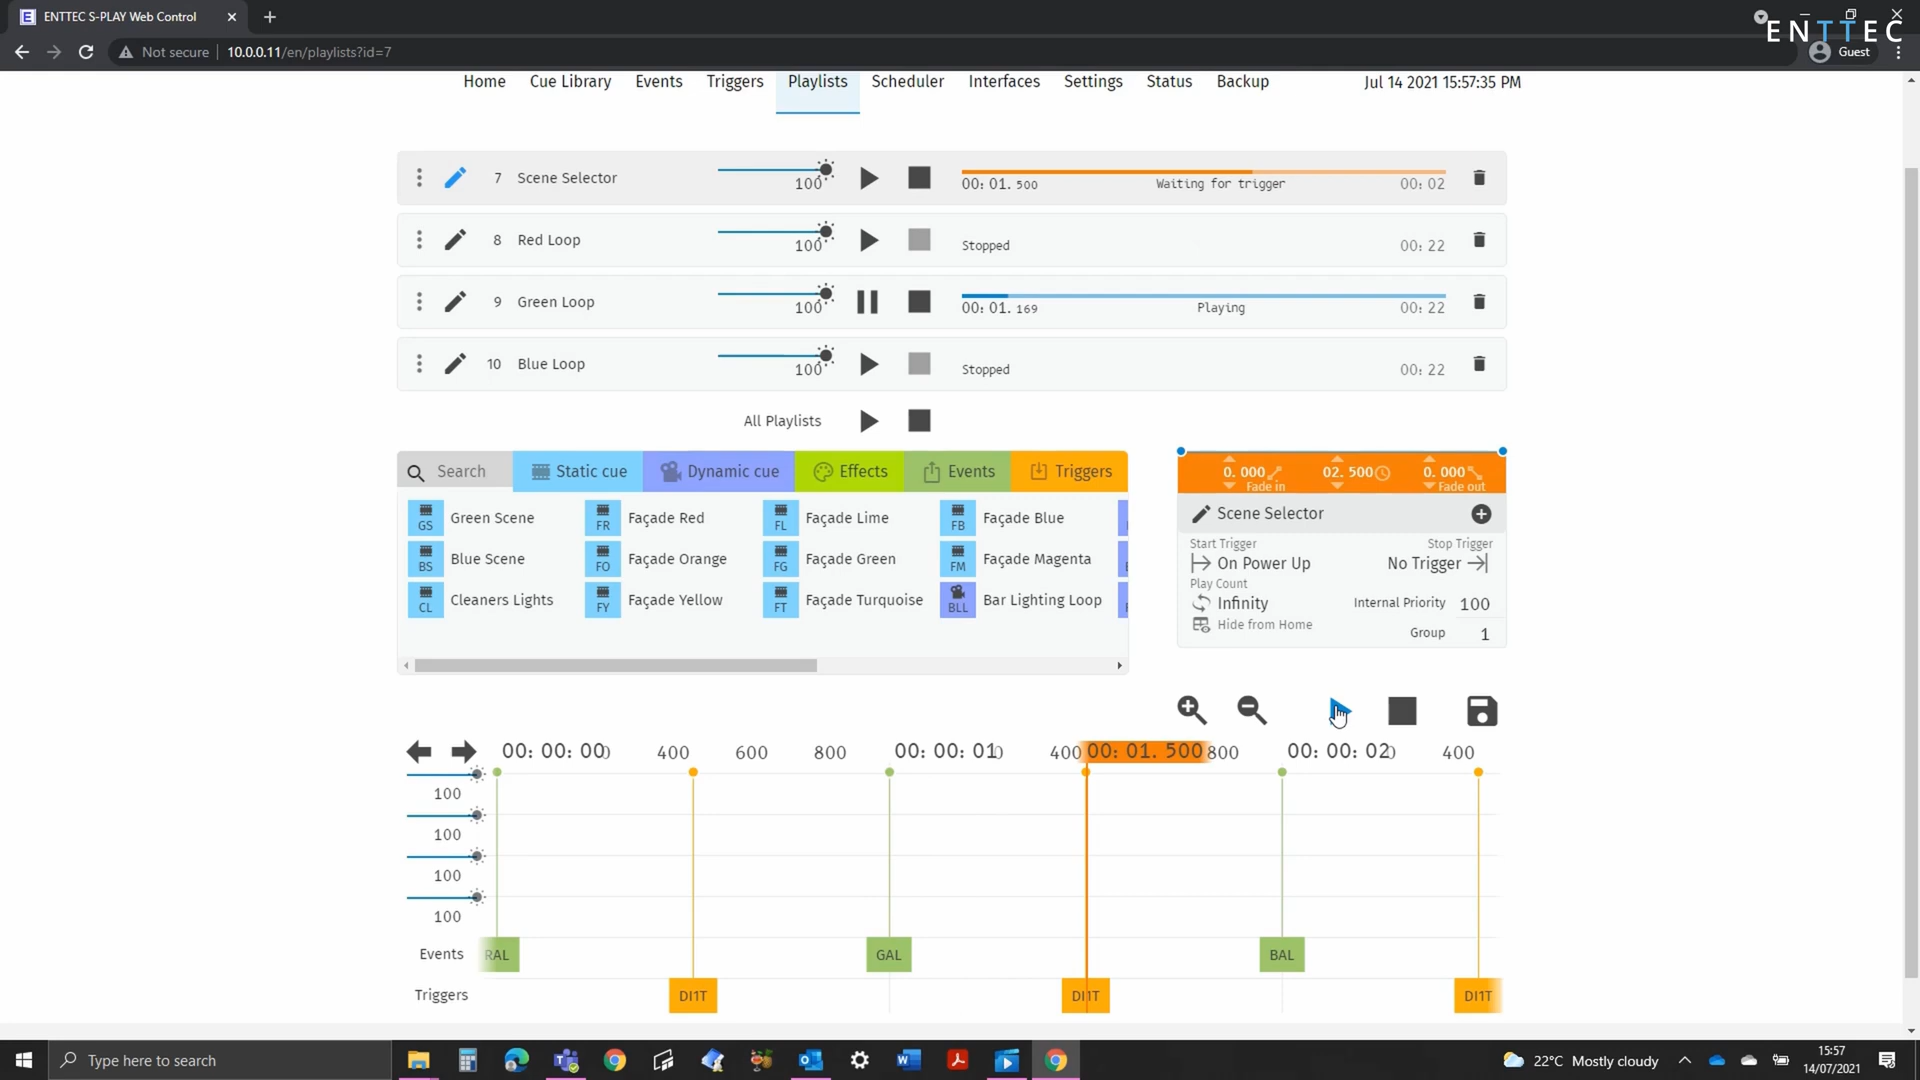 ENTTEC S-PLAY Web Control
ENTTEC
Not secure
10.0.0.11/en/playlists?id=7
Guest
Home Cue Library Events Triggers Playlists Scheduler Interfaces Settings Status Backup
Jul 14 2021 15:57:35 PM
7 Scene Selector 100 00: 01. 500 Waiting for trigger 00: 02
8 Red Loop 100 Stopped 00: 22
9 Green Loop 100 00: 01. 169 Playing 00: 22
10 Blue Loop 100 Stopped 00: 22
All Playlists
Search Static cue Dynamic cue Effects Events Triggers
GS Green Scene FR Façade Red FL Façade Lime FB Façade Blue
BS Blue Scene FO Façade Orange FG Façade Green FM Façade Magenta
CL Cleaners Lights FY Façade Yellow FT Façade Turquoise BLL Bar Lighting Loop
0. 000 02. 500 0. 000
Fade in Fade out
Scene Selector
Start Trigger Stop Trigger
On Power Up No Trigger
Play Count
Infinity Internal Priority 100
Hide from Home
Group 1
00: 00: 00 400 600 800 00: 00: 01 400 00: 01. 500 800 00: 00: 02 400
100
100
100
100
Events RAL GAL BAL
Triggers DI1T DI1T DI1T
Type here to search
22°C Mostly cloudy
15:57
14/07/2021